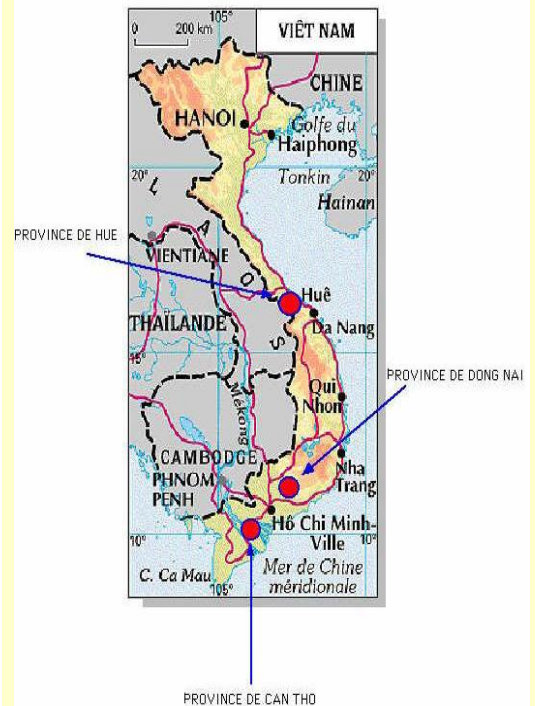 105°
0 200 km
VIÊT NAM
CHINE
HANOI
Golfe du
Haiphong
20°
Tonkin
20°
Hainan
LAOS
PROVINCE DE HUE
VIENTIANE
Huê
THAÏLANDE
Da Nang
15°
PROVINCE DE DONG NAI
Mékong
Qui
Nhon
CAMBODGE
PHNOM
PENH
Nha
Trang
Hô Chi Minh-
Ville
10°
10°
C. Ca Mau
Mer de Chine
méridionale
105°
PROVINCE DE CAN THO